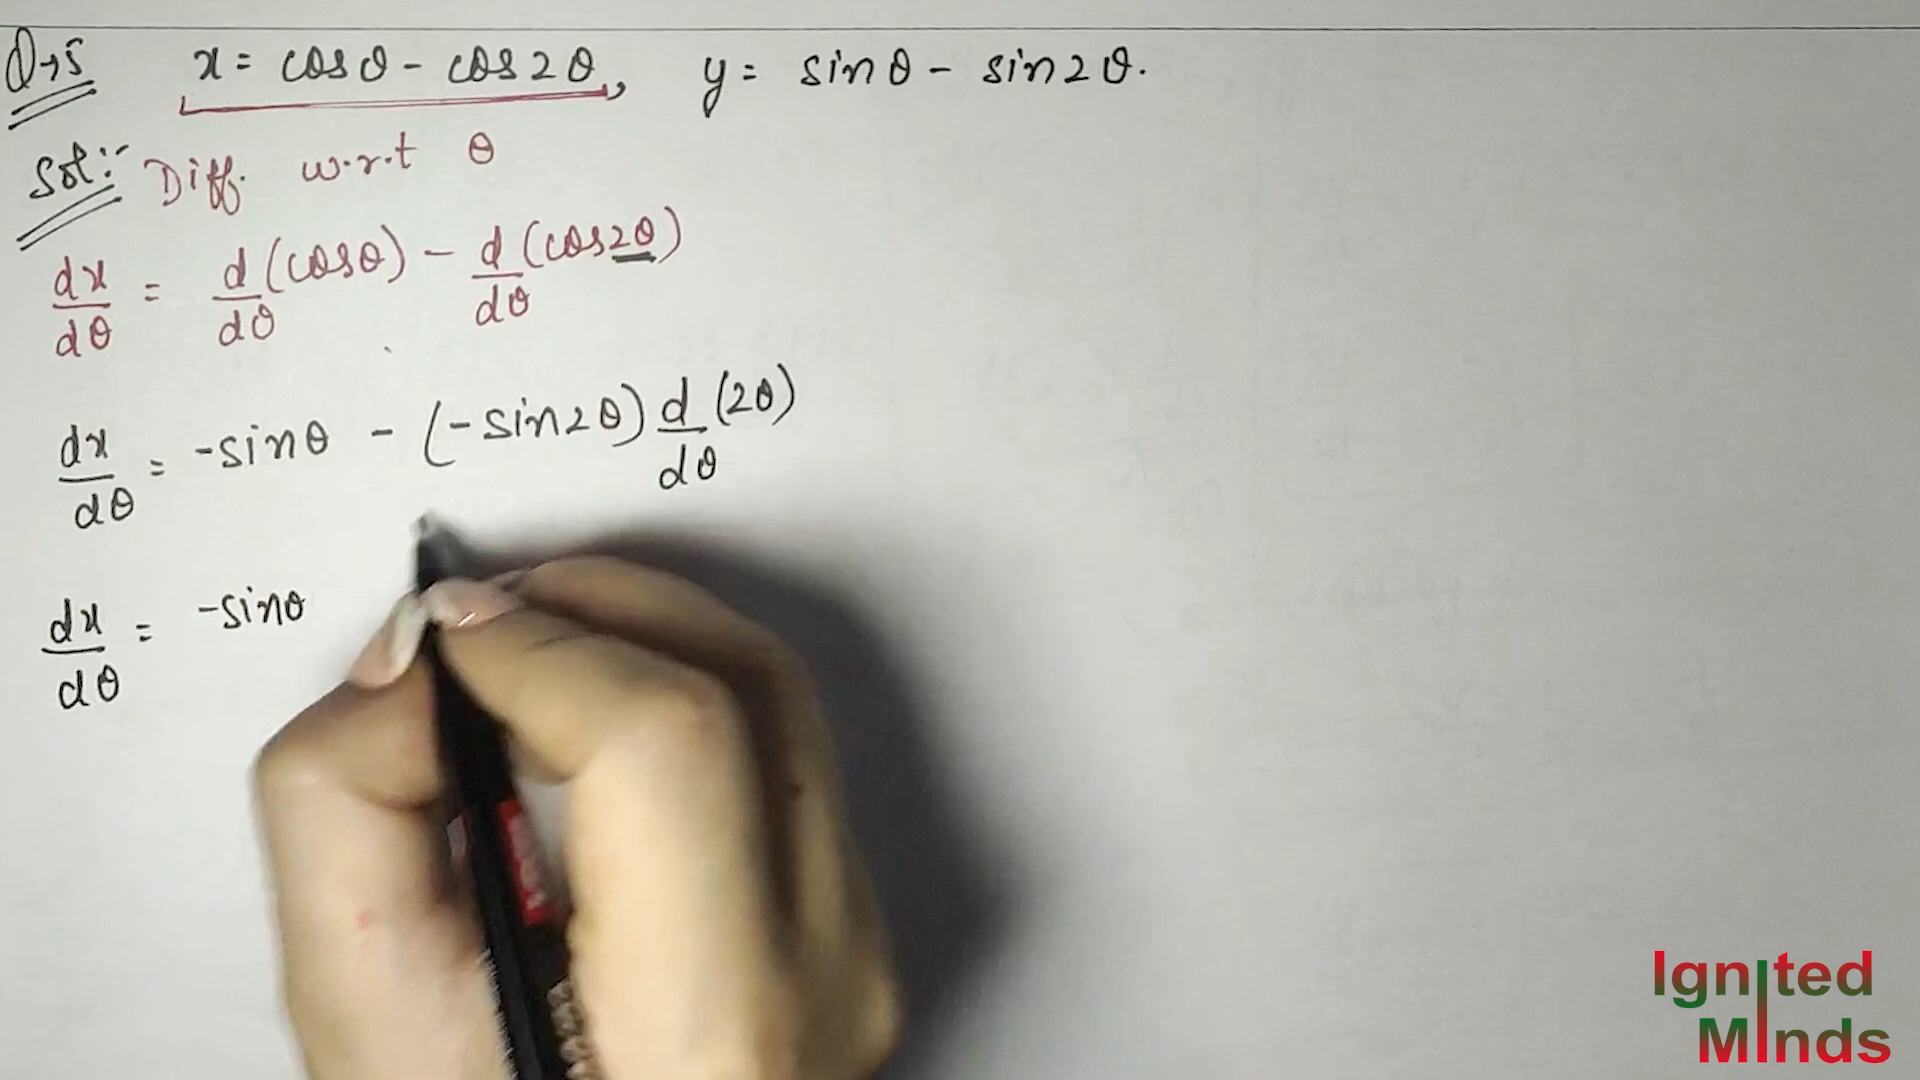 Q→5 x = cosθ - cos2θ, y = sinθ - sin2θ.
Sol:- Diff. w.r.t θ
dx/dθ = d/dθ (cosθ) - d/dθ (cos2θ)
dx/dθ = -sinθ - (-sin2θ) d/dθ (2θ)
dx/dθ = -sinθ
Ignited
Minds